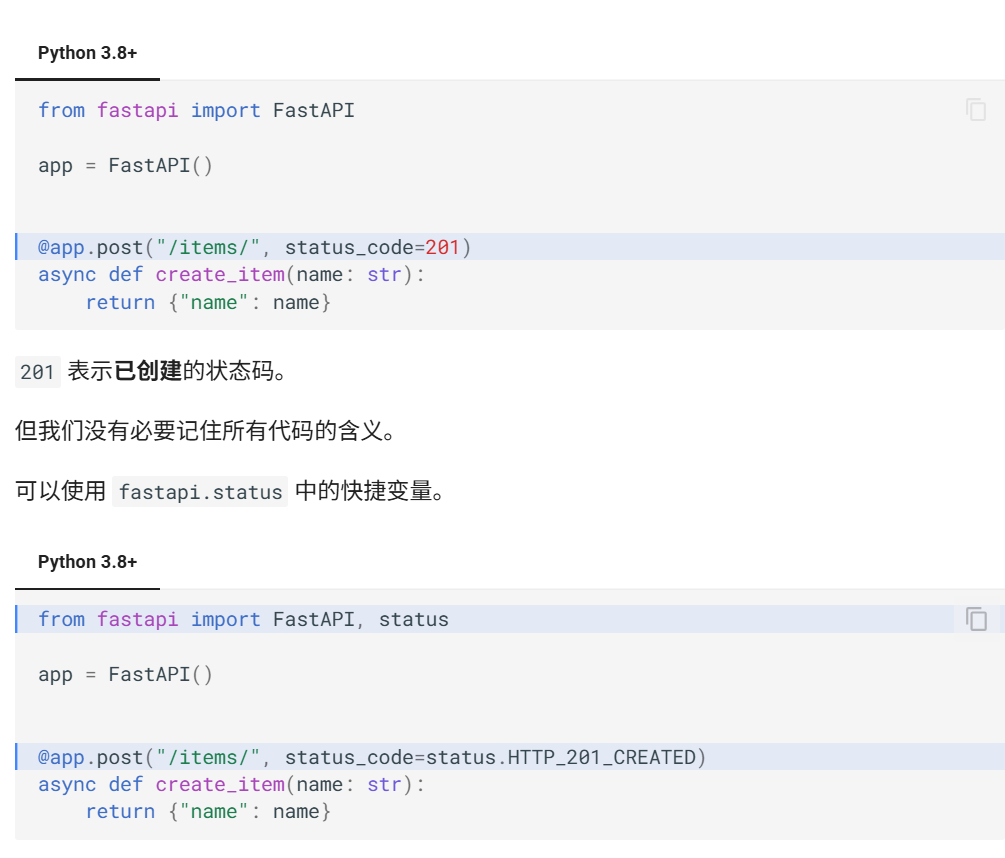 Python 3.8+
from fastapi import FastAPI
app = FastAPI()
@app.post("/items/", status_code=201)
async def create_item(name: str):
    return {"name": name}
201 表示已创建的状态码。
但我们没有必要记住所有代码的含义。
可以使用 fastapi.status 中的快捷变量。
Python 3.8+
from fastapi import FastAPI, status
app = FastAPI()
@app.post("/items/", status_code=status.HTTP_201_CREATED)
async def create_item(name: str):
    return {"name": name}